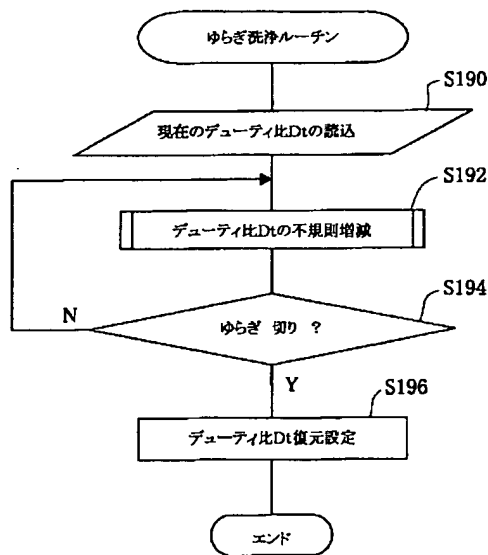 ゆらぎ洗浄ルーチン
S190
現在のデューティ比Dtの読込
S192
デューティ比Dtの不規則増減
S194
ゆらぎ 切り ?
N
Y
S196
デューティ比Dt復元設定
エンド